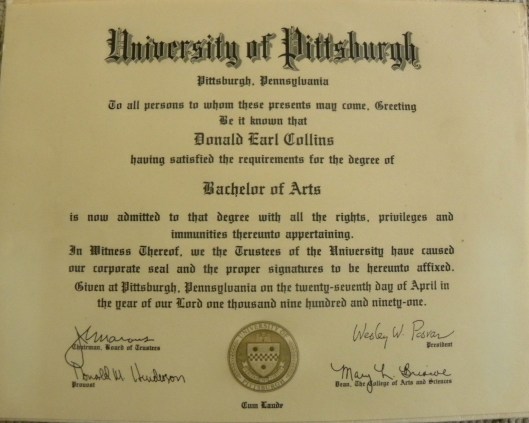 University of Pittsburgh
Pittsburgh, Pennsylvania
To all persons to whom these presents may come, Greeting
Be it known that
Donald Earl Collins
having satisfied the requirements for the degree of
Bachelor of Arts
is now admitted to that degree with all the rights, privileges and
immunities thereunto appertaining.
In Witness Thereof, we the Trustees of the University have caused
our corporate seal and the proper signatures to be hereunto affixed.
Given at Pittsburgh, Pennsylvania on the twenty-seventh day of April in
the year of our Lord one thousand nine hundred and ninety-one.
Chairman, Board of Trustees
Wesley W. Posvar
President
Donald M. Henderson
Provost
UNIVERSITY OF
PITTSBURGH
Dean, The College of Arts and Sciences
Cum Laude